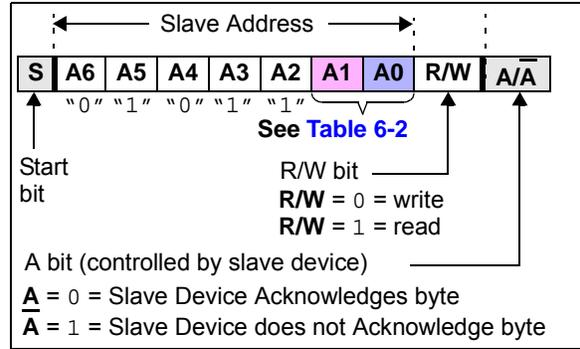 Slave Address
S A6 A5 A4 A3 A2 A1 A0 R/W A/A̅
“0” “1” “0” “1” “1”
See Table 6-2
Start
bit
R/W bit
R/W = 0 = write
R/W = 1 = read
A bit (controlled by slave device)
A = 0 = Slave Device Acknowledges byte
A̅ = 1 = Slave Device does not Acknowledge byte